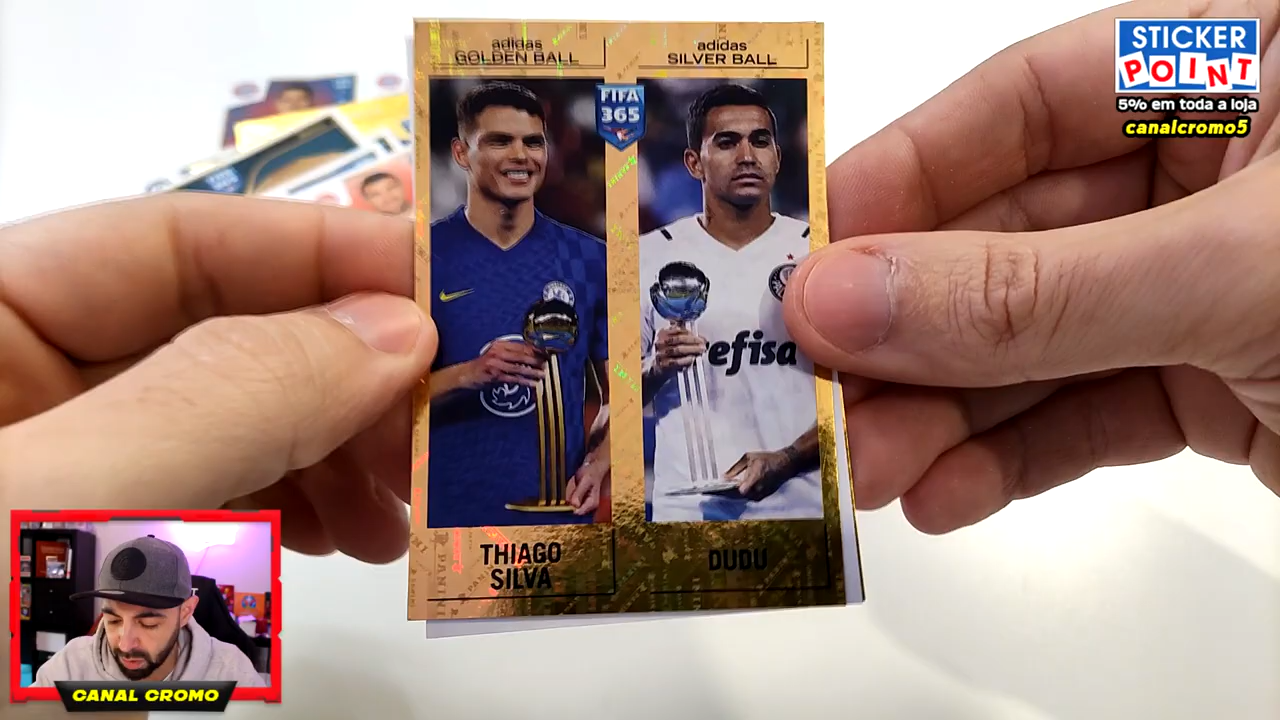 adidas
GOLDEN BALL
adidas
SILVER BALL
FIFA
365
THIAGO
SILVA
DUDU
PANINI
STICKER
POINT
5% em toda a loja
canalcromo5
CANAL CROMO